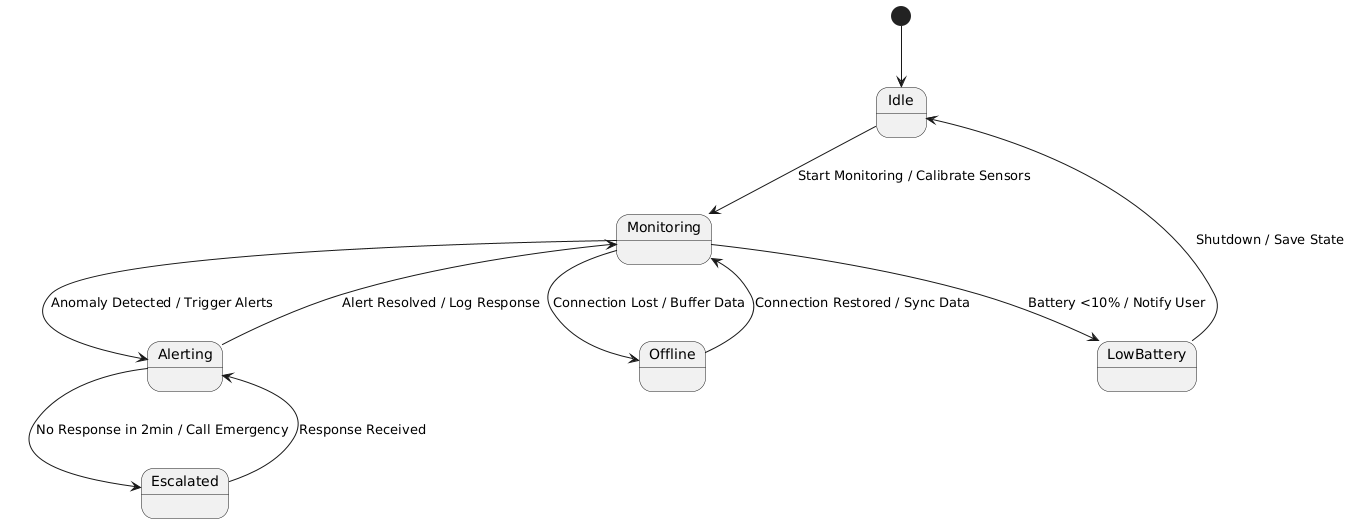 Idle
Start Monitoring / Calibrate Sensors
Monitoring
Shutdown / Save State
Anomaly Detected / Trigger Alerts
Alert Resolved / Log Response
Connection Lost / Buffer Data
Connection Restored / Sync Data
Battery <10% / Notify User
Alerting
Offline
LowBattery
No Response in 2min / Call Emergency
Response Received
Escalated